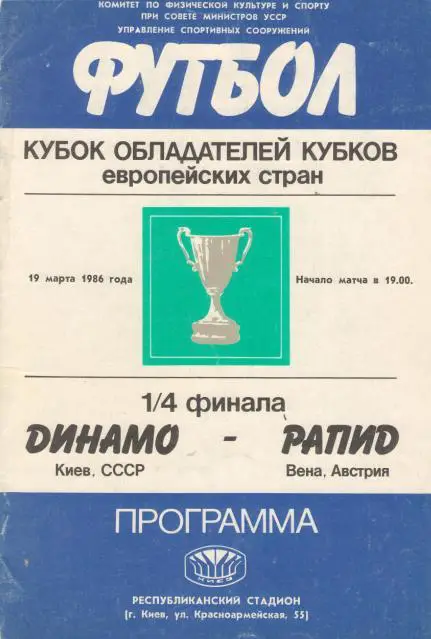 КОМИТЕТ ПО ФИЗИЧЕСКОЙ КУЛЬТУРЕ И СПОРТУ
ПРИ СОВЕТЕ МИНИСТРОВ УССР
УПРАВЛЕНИЕ СПОРТИВНЫХ СООРУЖЕНИЙ
ФУТБОЛ
КУБОК ОБЛАДАТЕЛЕЙ КУБКОВ
европейских стран
19 марта 1986 года
Начало матча в 19.00.
1/4 финала
ДИНАМО - РАПИД
Киев, СССР
Вена, Австрия
ПРОГРАММА
КИЕВ
РЕСПУБЛИКАНСКИЙ СТАДИОН
[г. Киев, ул. Красноармейская, 55]